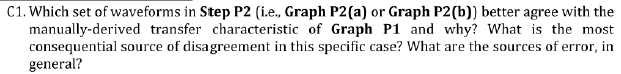 C1. Which set of waveforms in Step P2 (i.e., Graph P2(a) or Graph P2(b)) better agree with the
manually-derived transfer characteristic of Graph P1 and why? What is the most
consequential source of disagreement in this specific case? What are the sources of error, in
general?